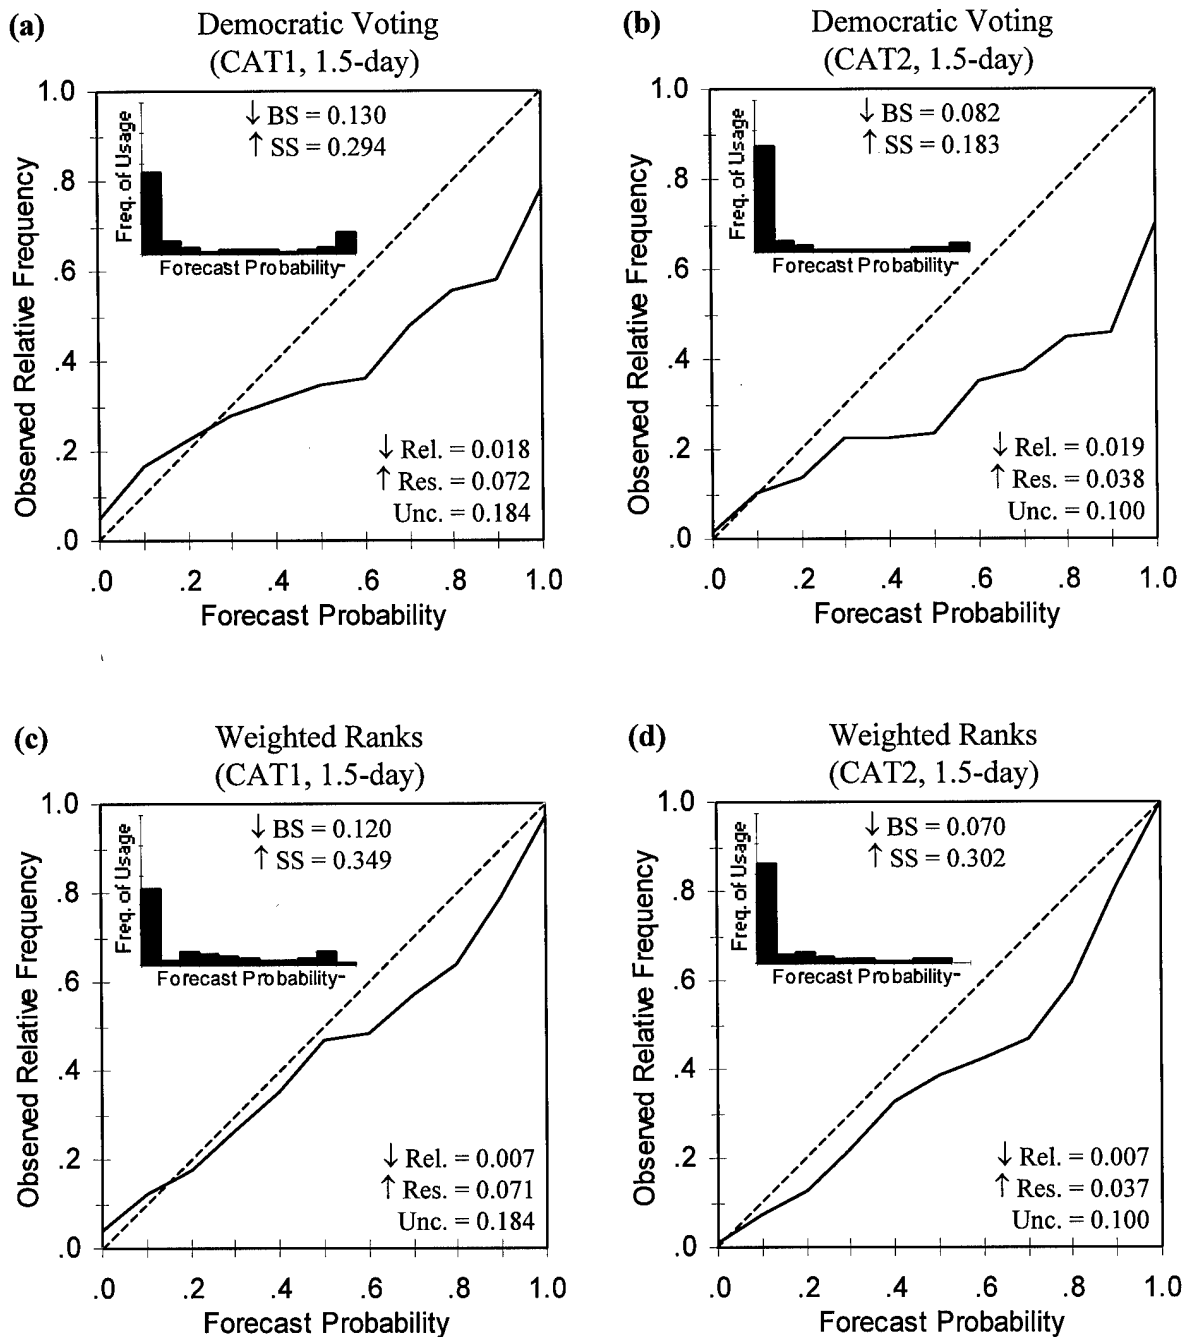 (a)
Democratic Voting
(CAT1, 1.5-day)
1.0
.8
.6
.4
.2
.0
Observed Relative Frequency
Freq. of Usage
Forecast Probability
↓ BS = 0.130
↑ SS = 0.294
↓ Rel. = 0.018
↑ Res. = 0.072
Unc. = 0.184
.0 .2 .4 .6 .8 1.0
Forecast Probability
(b)
Democratic Voting
(CAT2, 1.5-day)
1.0
.8
.6
.4
.2
.0
Observed Relative Frequency
Freq. of Usage
Forecast Probability
↓ BS = 0.082
↑ SS = 0.183
↓ Rel. = 0.019
↑ Res. = 0.038
Unc. = 0.100
.0 .2 .4 .6 .8 1.0
Forecast Probability
(c)
Weighted Ranks
(CAT1, 1.5-day)
1.0
.8
.6
.4
.2
.0
Observed Relative Frequency
Freq. of Usage
Forecast Probability
↓ BS = 0.120
↑ SS = 0.349
↓ Rel. = 0.007
↑ Res. = 0.071
Unc. = 0.184
.0 .2 .4 .6 .8 1.0
Forecast Probability
(d)
Weighted Ranks
(CAT2, 1.5-day)
1.0
.8
.6
.4
.2
.0
Observed Relative Frequency
Freq. of Usage
Forecast Probability
↓ BS = 0.070
↑ SS = 0.302
↓ Rel. = 0.007
↑ Res. = 0.037
Unc. = 0.100
.0 .2 .4 .6 .8 1.0
Forecast Probability